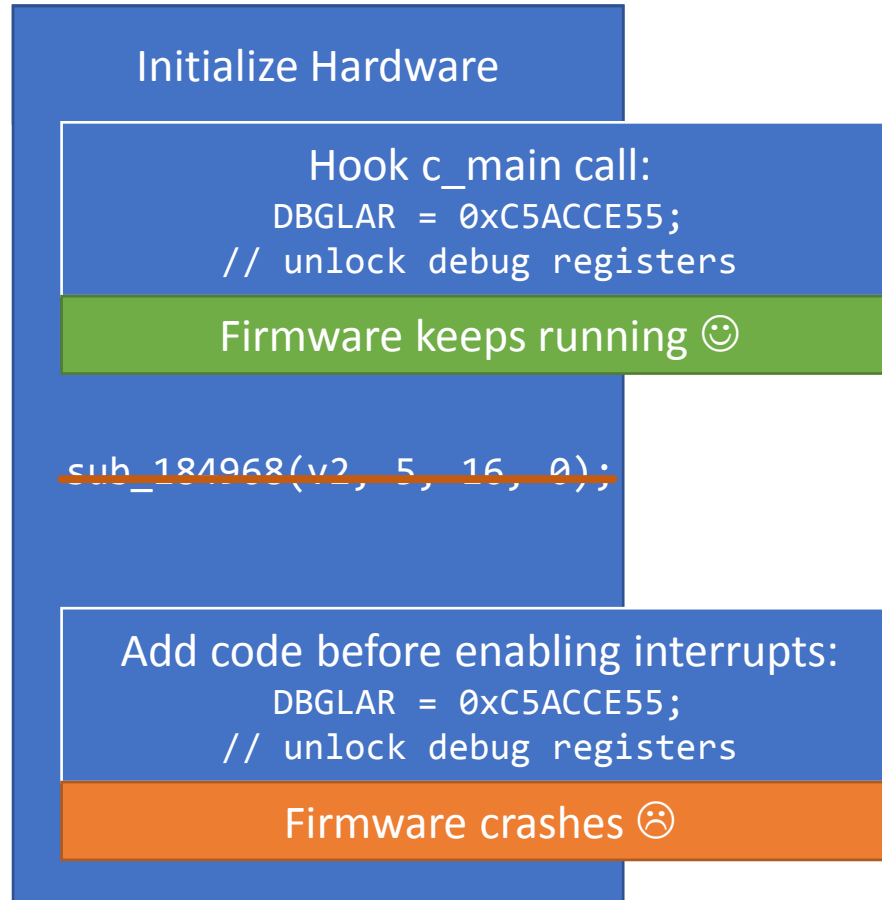 Initialize Hardware
Hook c_main call:
DBGLAR = 0xC5ACCE55;
// unlock debug registers
Firmware keeps running ☺
sub_184968(v2, 5, 16, 0);
Add code before enabling interrupts:
DBGLAR = 0xC5ACCE55;
// unlock debug registers
Firmware crashes ☹